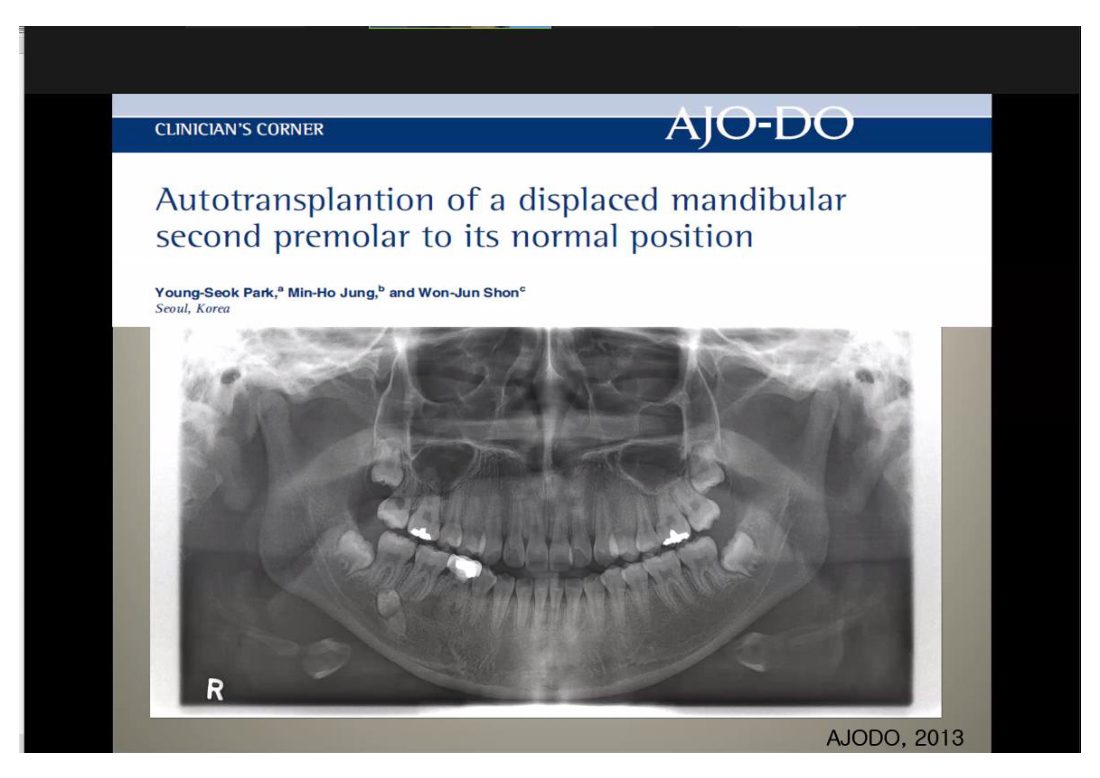 CLINICIAN'S CORNER
AJO-DO
Autotransplantion of a displaced mandibular
second premolar to its normal position
Young-Seok Park,a Min-Ho Jung,b and Won-Jun Shonc
Seoul, Korea
R
AJODO, 2013